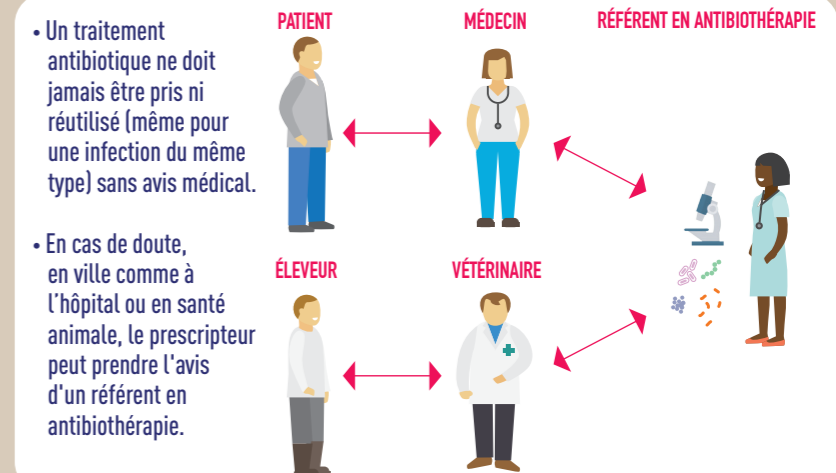 • Un traitement
antibiotique ne doit
jamais être pris ni
réutilisé (même pour
une infection du même
type) sans avis médical.
• En cas de doute,
en ville comme à
l'hôpital ou en santé
animale, le prescripteur
peut prendre l'avis
d'un référent en
antibiothérapie.
PATIENT
MÉDECIN
RÉFÉRENT EN ANTIBIOTHÉRAPIE
ÉLEVEUR
VÉTÉRINAIRE